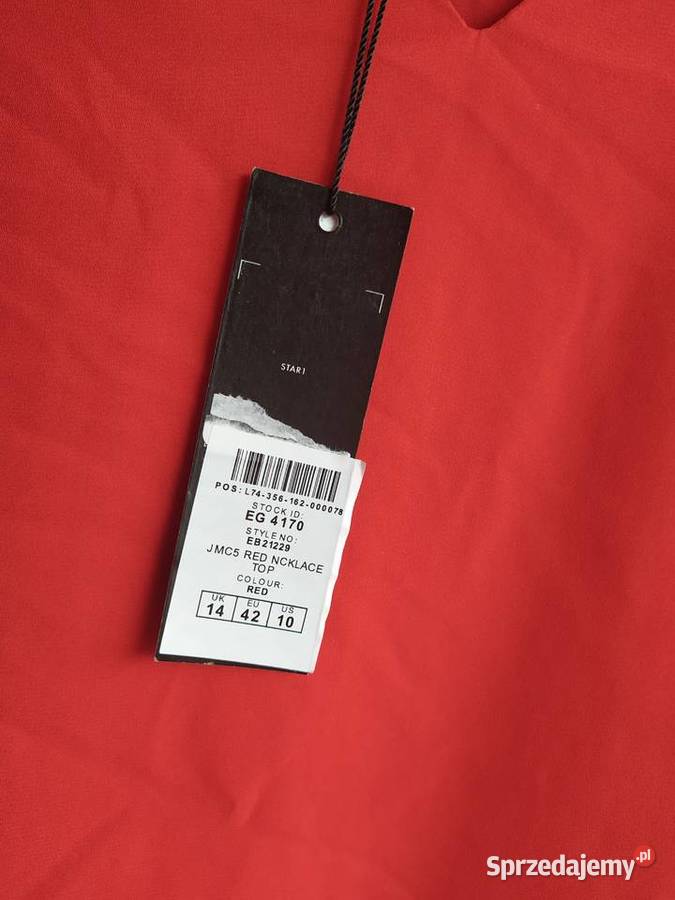 START
POS: L74-356-162-000078
STOCK ID:
EG 4170
STYLE NO:
EB21229
JMC5 RED NCKLACE
TOP
COLOUR:
RED
UK EU US
14 42 10
Sprzedajemy.pl